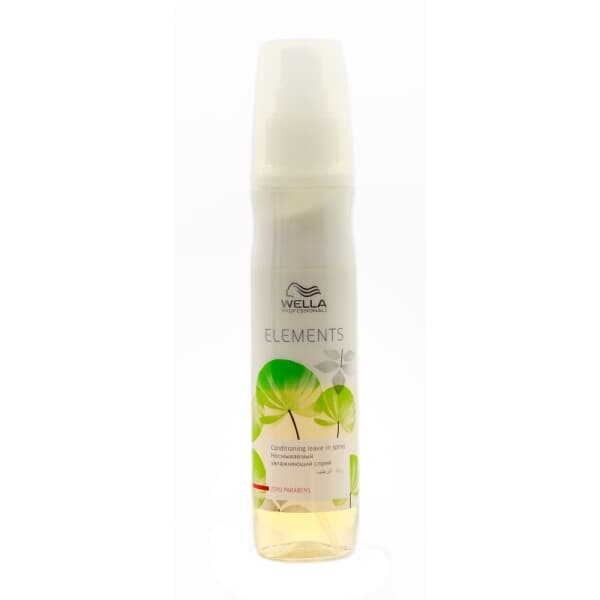 WELLA
PROFESSIONALS
ELEMENTS
Conditioning leave in spray
Несмываемый
увлажняющий спрей
ZERO PARABENS